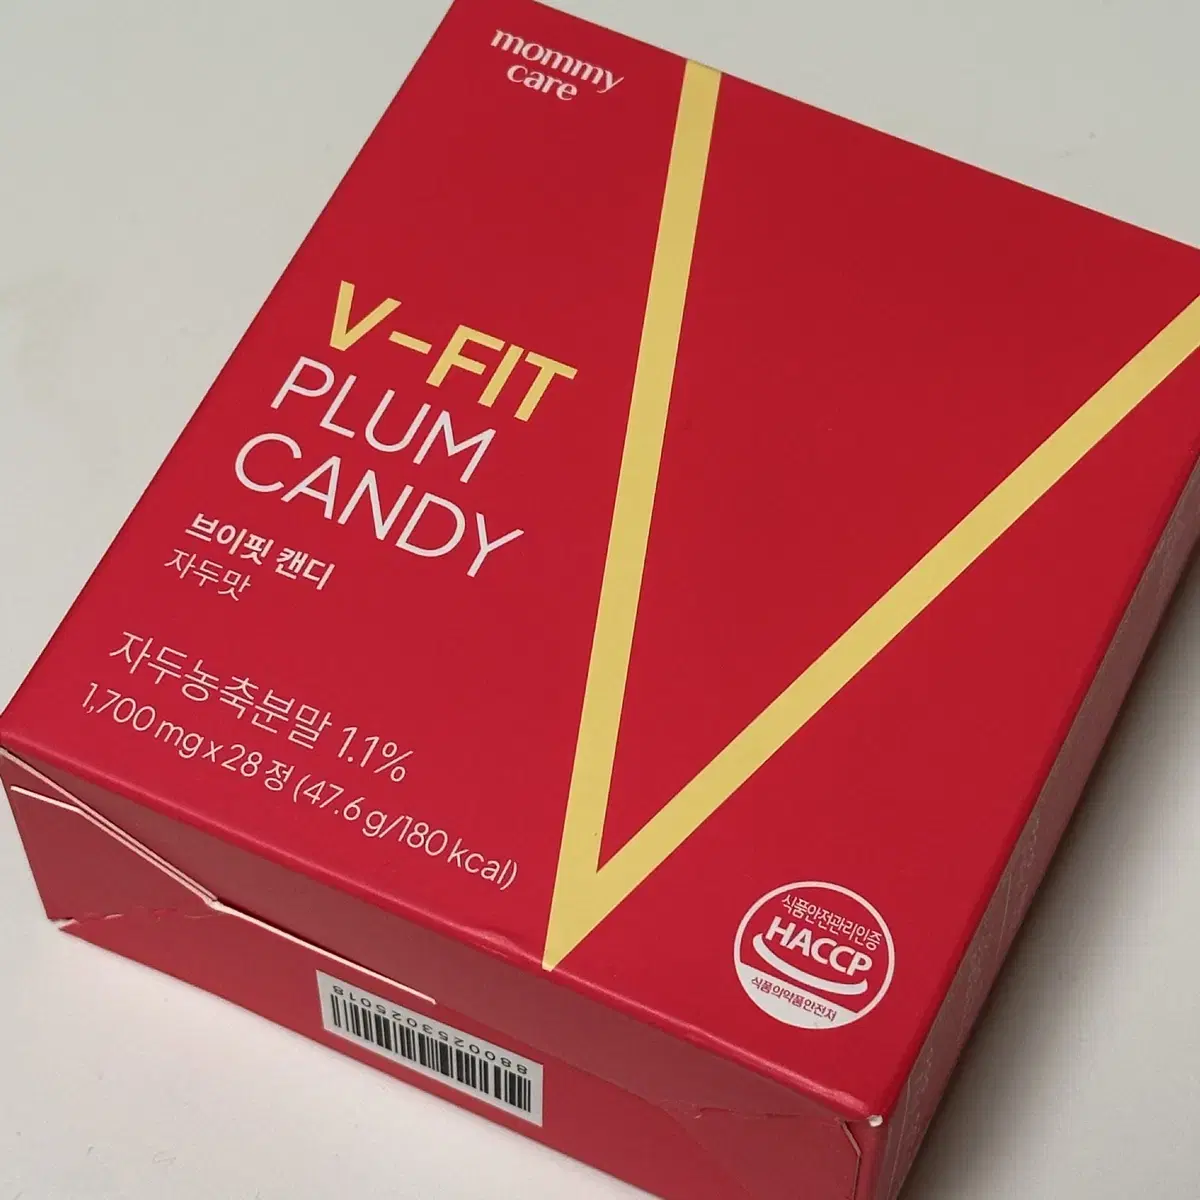 mommy
care
V-FIT
PLUM
CANDY
브이핏 캔디
자두맛
자두농축분말 1.1%
1,700 mg x 28 정 (47.6 g/180 kcal)
식품안전관리인증
HACCP
식품의약품안전처
8800253025018